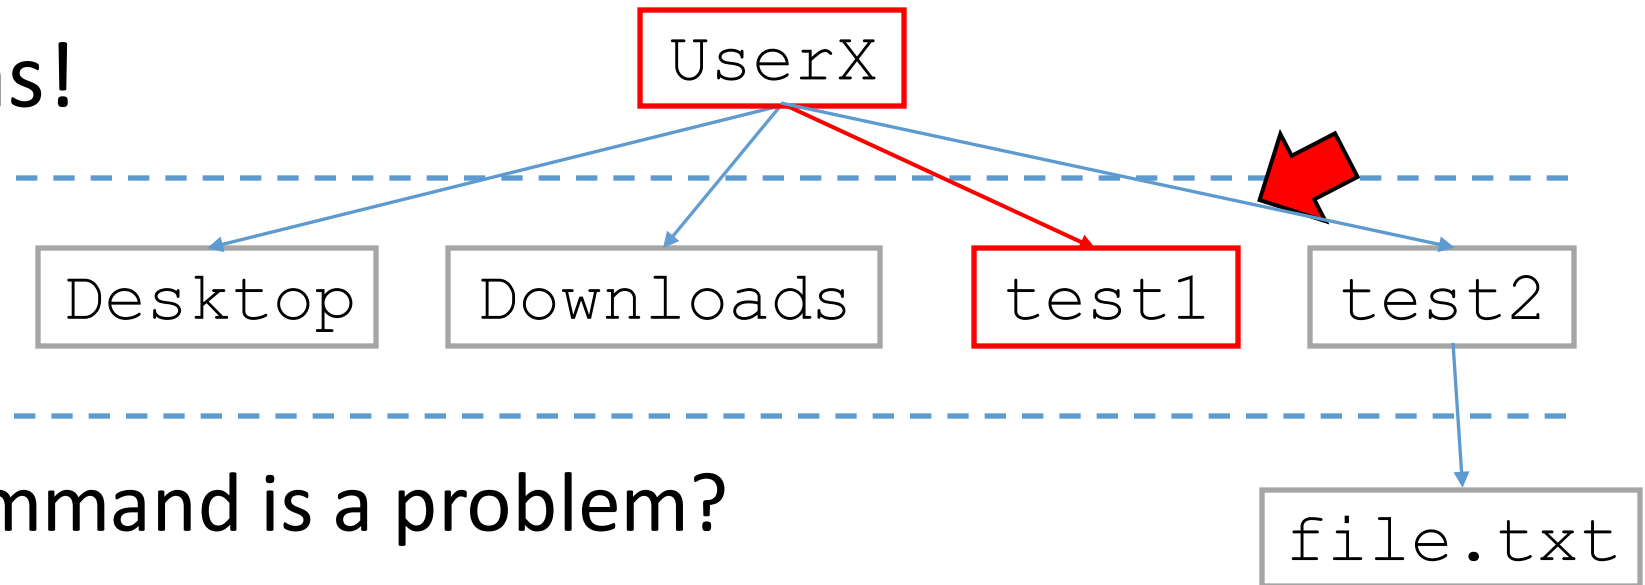 UserX
s!
Desktop
Downloads
test1
test2
mmand is a problem?
file.txt